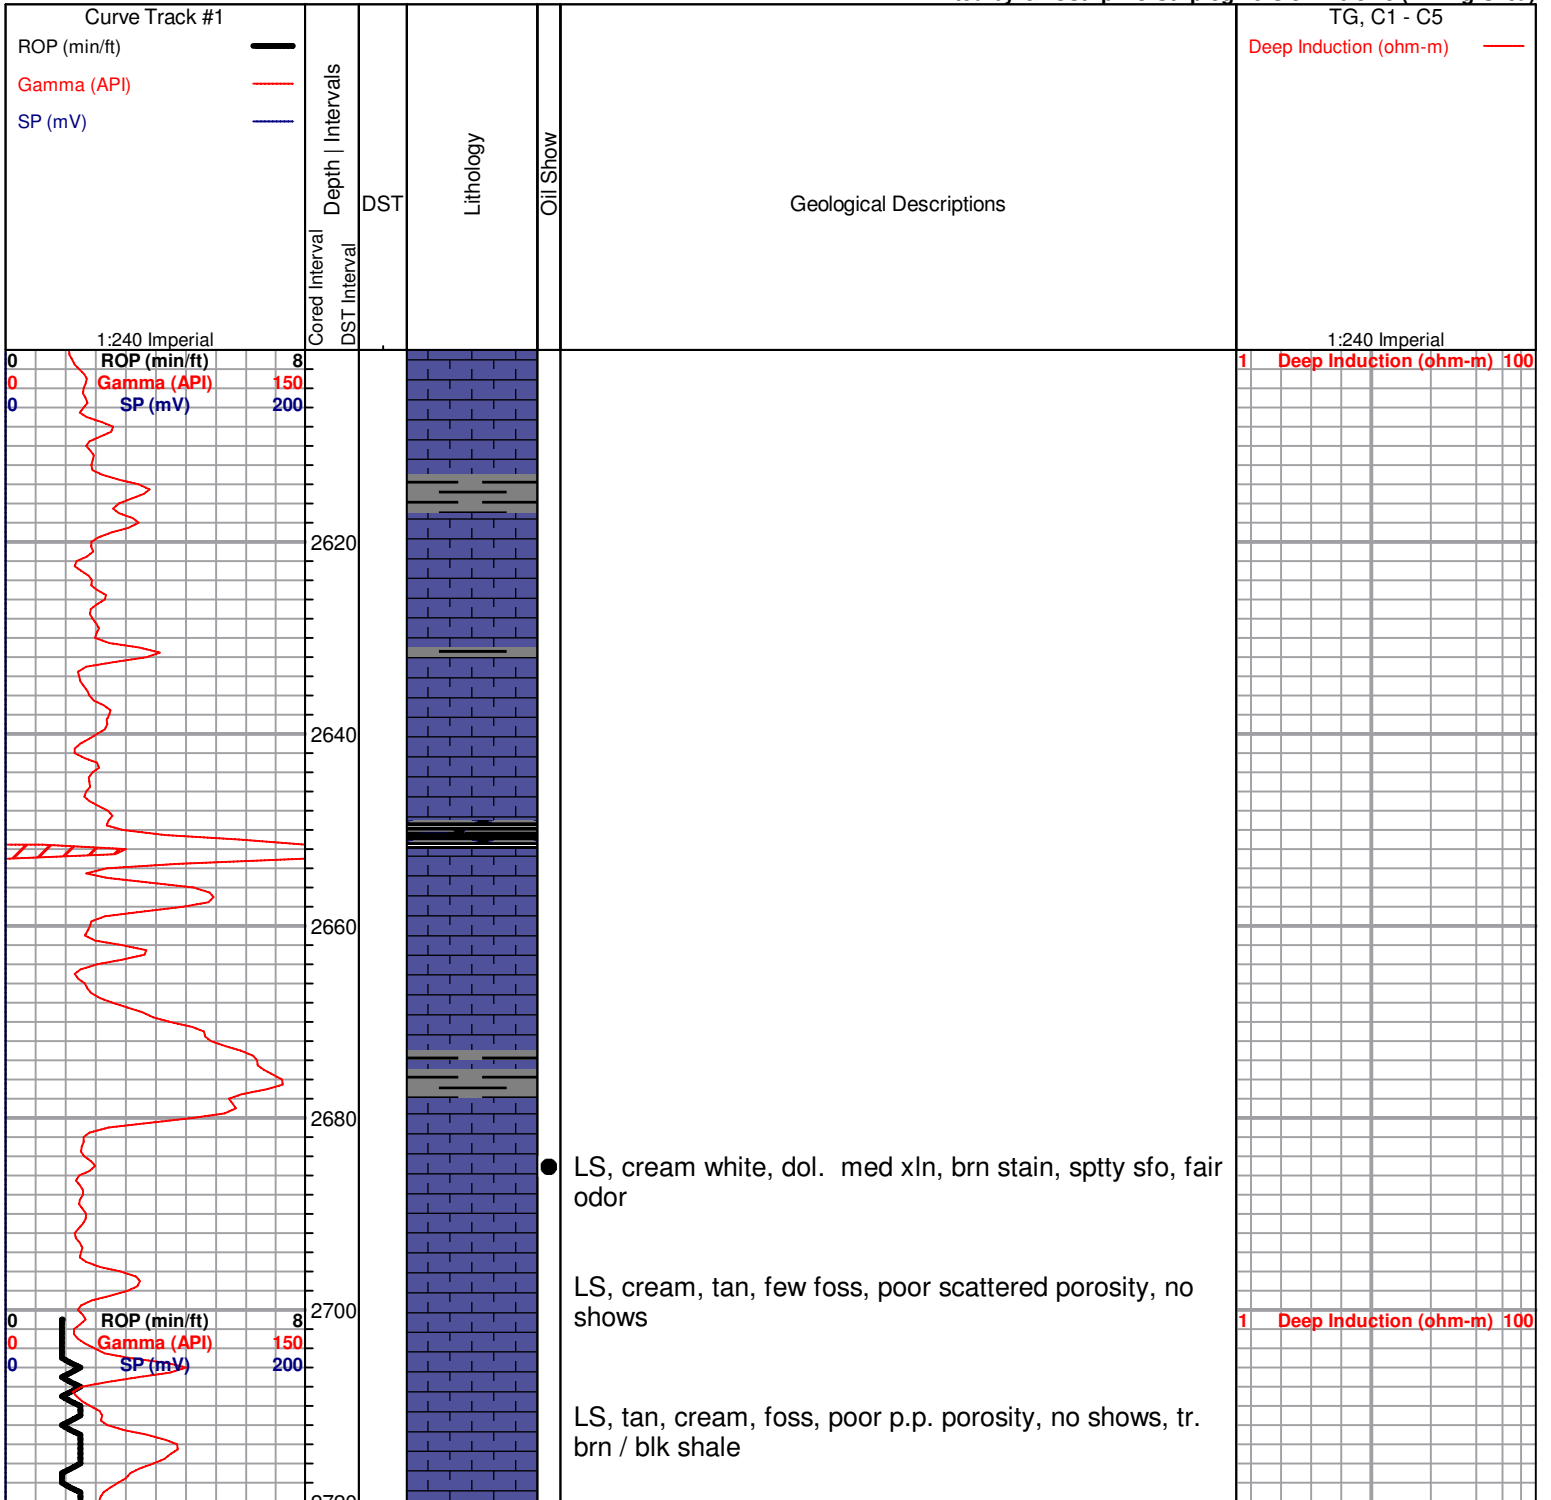 Curve Track #1
ROP (min/ft)
Gamma (API)
SP (mV)
1:240 Imperial
Depth | Intervals
Cored Interval
DST Interval
DST
Lithology
Oil Show
Geological Descriptions
TG, C1 - C5
Deep Induction (ohm-m)
1:240 Imperial
0 ROP (min/ft) 8
0 Gamma (API) 150
0 SP (mV) 200
1 Deep Induction (ohm-m) 100
2620
2640
2660
2680
LS, cream white, dol. med xln, brn stain, sptty sfo, fair
odor
LS, cream, tan, few foss, poor scattered porosity, no
shows
2700
0 ROP (min/ft) 8
0 Gamma (API) 150
0 SP (mV) 200
1 Deep Induction (ohm-m) 100
LS, tan, cream, foss, poor p.p. porosity, no shows, tr.
brn / blk shale